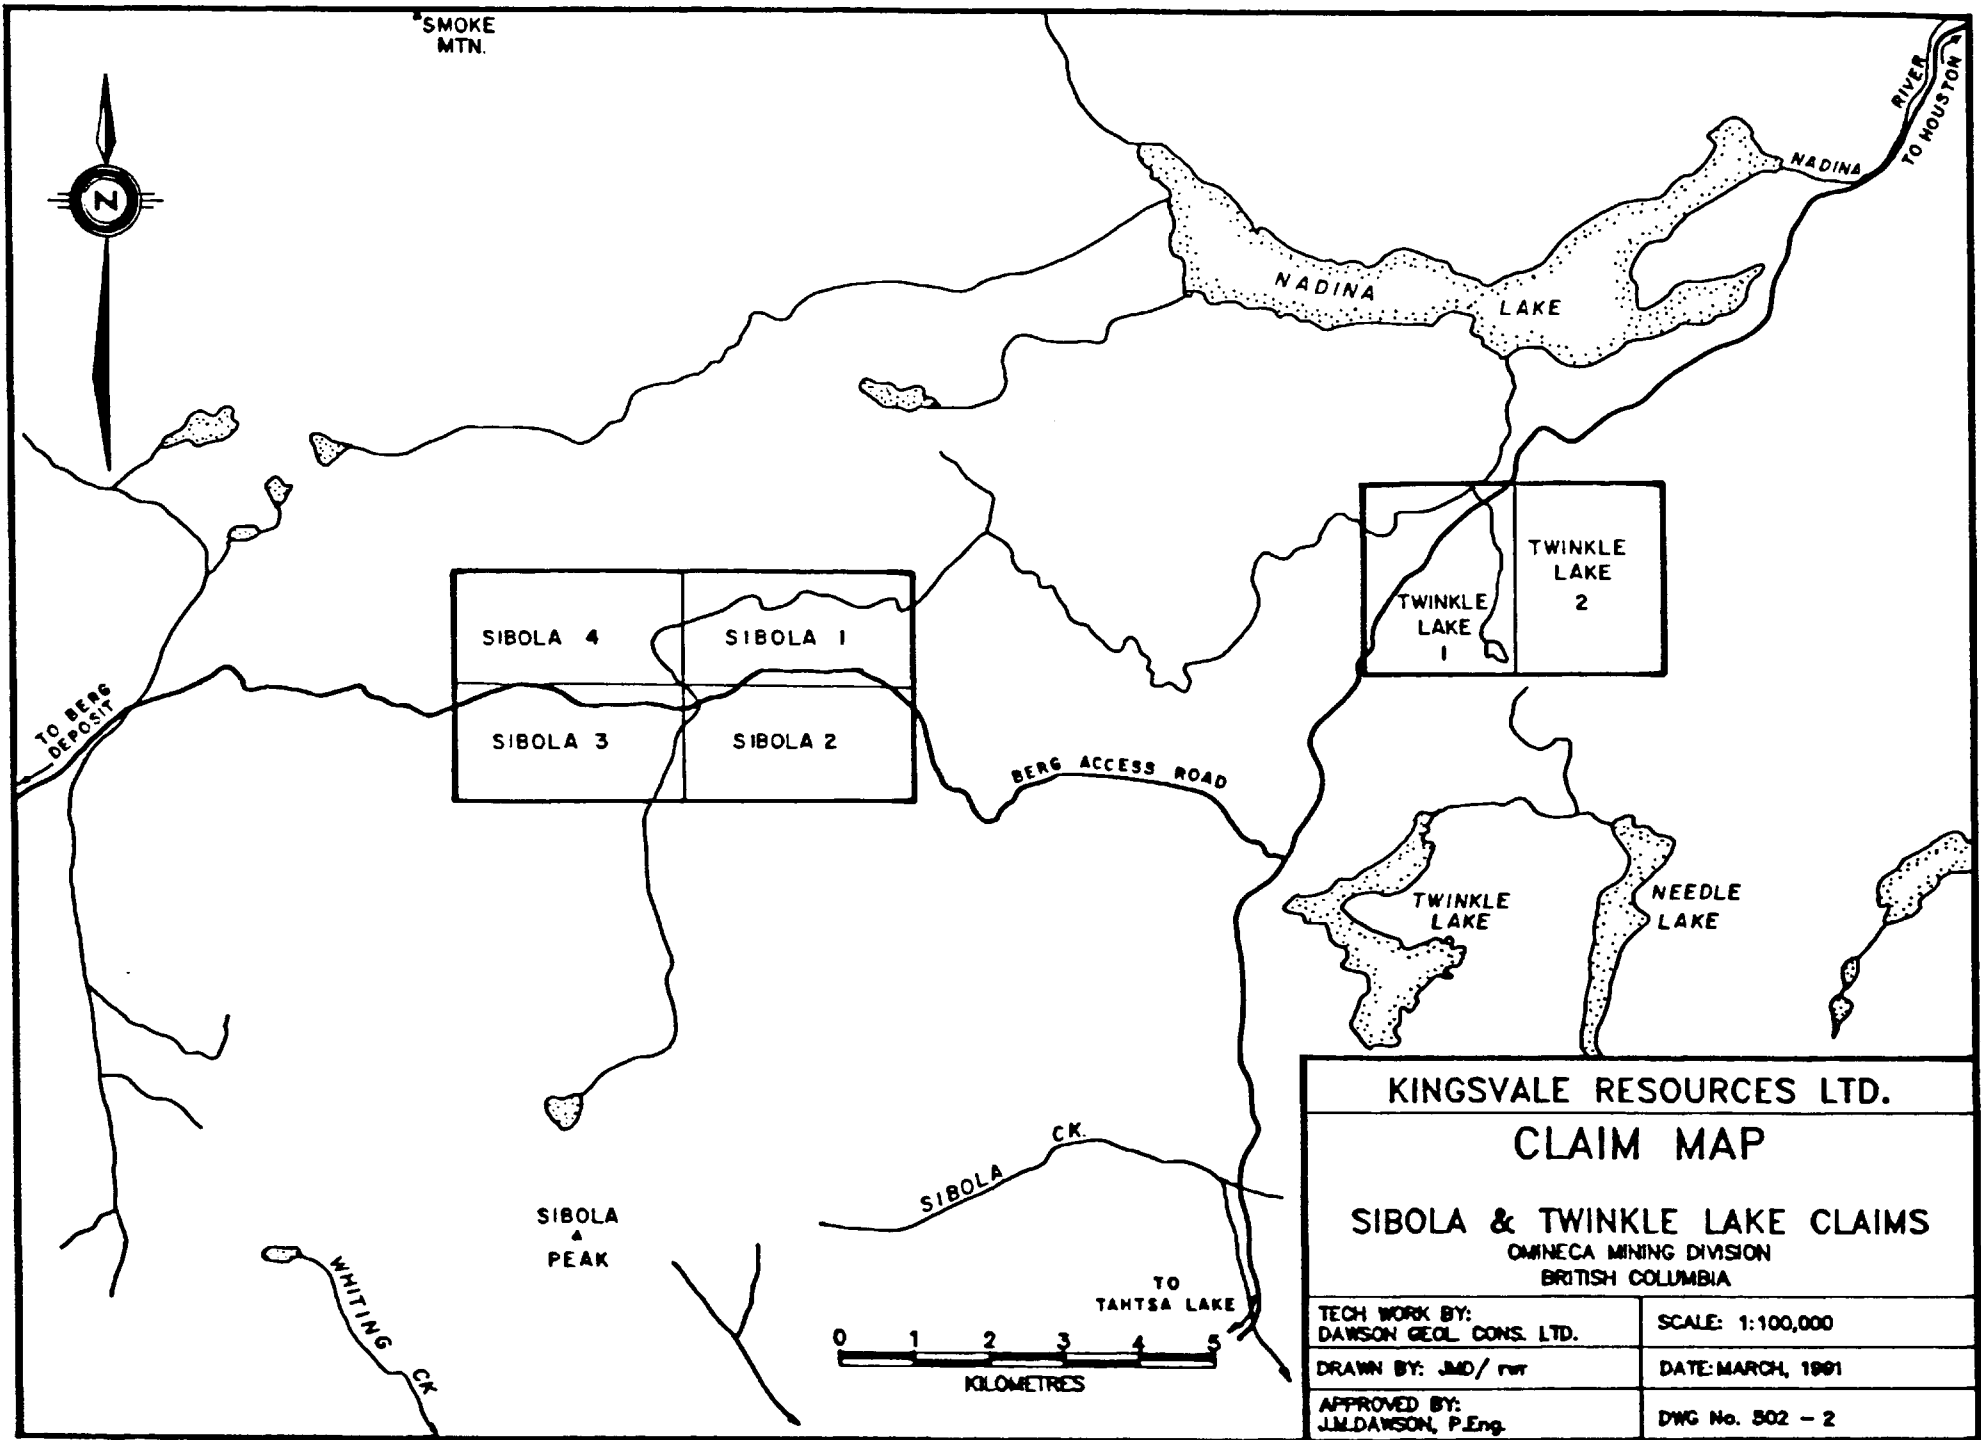 SMOKE
MTN.
N
RIVER
TO HOUSTON
NADINA
NADINA
LAKE
TWINKLE
LAKE
2
TWINKLE
LAKE
1
SIBOLA 4
SIBOLA 1
SIBOLA 3
SIBOLA 2
TO BERG
DEPOSIT
BERG ACCESS ROAD
TWINKLE
LAKE
NEEDLE
LAKE
SIBOLA CK.
SIBOLA
PEAK
WHITING CK
TO
TAHTSA LAKE
0 1 2 3 4 5
KILOMETRES
KINGSVALE RESOURCES LTD.
CLAIM MAP
SIBOLA & TWINKLE LAKE CLAIMS
OMINECA MINING DIVISION
BRITISH COLUMBIA
TECH WORK BY:
DAWSON GEOL CONS. LTD.
SCALE: 1:100,000
DRAWN BY: JMD/ rwr
DATE: MARCH, 1991
APPROVED BY:
J.M.DAWSON, P.Eng.
DWG No. 502 - 2